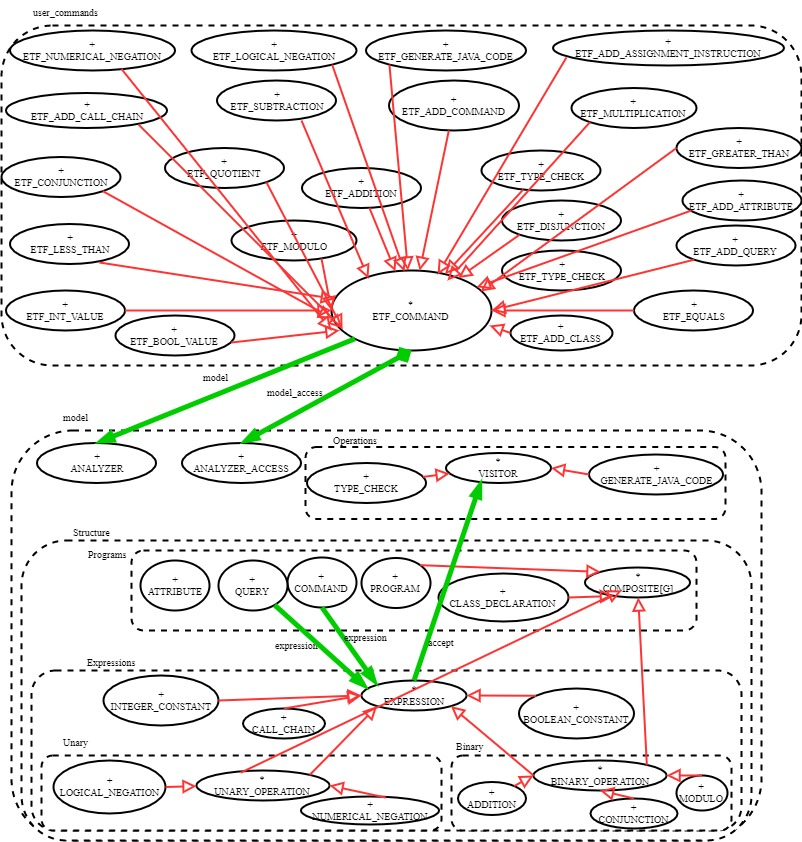 user_commands
+
ETF_NUMERICAL_NEGATION
+
ETF_LOGICAL_NEGATION
+
ETF_GENERATE_JAVA_CODE
+
ETF_ADD_ASSIGNMENT_INSTRUCTION
+
ETF_ADD_CALL_CHAIN
+
ETF_SUBTRACTION
+
ETF_ADD_COMMAND
+
ETF_MULTIPLICATION
+
ETF_GREATER_THAN
+
ETF_CONJUNCTION
+
ETF_QUOTIENT
+
ETF_ADDITION
+
ETF_TYPE_CHECK
+
ETF_ADD_ATTRIBUTE
+
ETF_LESS_THAN
+
ETF_MODULO
+
ETF_DISJUNCTION
+
ETF_ADD_QUERY
+
ETF_TYPE_CHECK
+
ETF_INT_VALUE
*
ETF_COMMAND
+
ETF_EQUALS
+
ETF_BOOL_VALUE
+
ETF_ADD_CLASS
model
model_access
model
+
ANALYZER
+
ANALYZER_ACCESS
Operations
+
TYPE_CHECK
*
VISITOR
+
GENERATE_JAVA_CODE
Structure
Programs
+
ATTRIBUTE
+
QUERY
+
COMMAND
+
PROGRAM
+
CLASS_DECLARATION
*
COMPOSITE[G]
expression
expression
accept
Expressions
+
INTEGER_CONSTANT
+
CALL_CHAIN
*
EXPRESSION
+
BOOLEAN_CONSTANT
Unary
+
LOGICAL_NEGATION
*
UNARY_OPERATION
+
NUMERICAL_NEGATION
Binary
+
ADDITION
*
BINARY_OPERATION
+
CONJUNCTION
+
MODULO